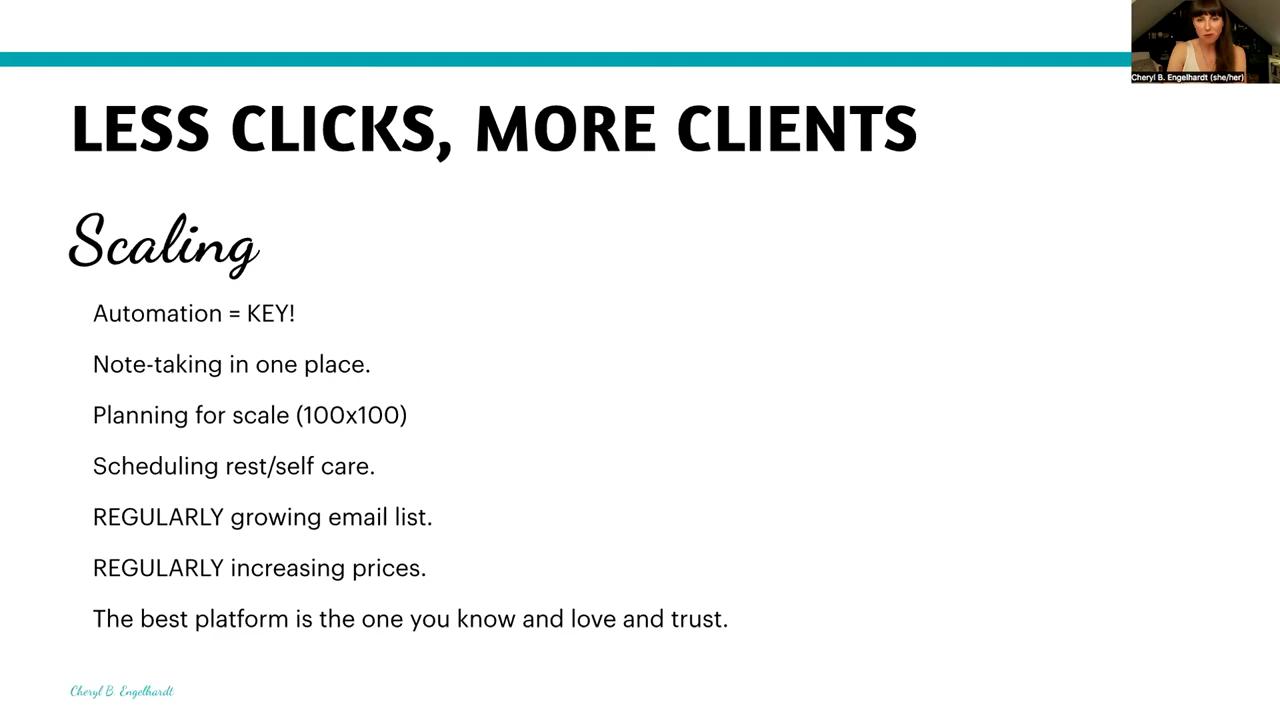 Cheryl B. Engelhardt (she/her)
LESS CLICKS, MORE CLIENTS
Scaling
Automation = KEY!
Note-taking in one place.
Planning for scale (100x100)
Scheduling rest/self care.
REGULARLY growing email list.
REGULARLY increasing prices.
The best platform is the one you know and love and trust.
Cheryl B. Engelhardt